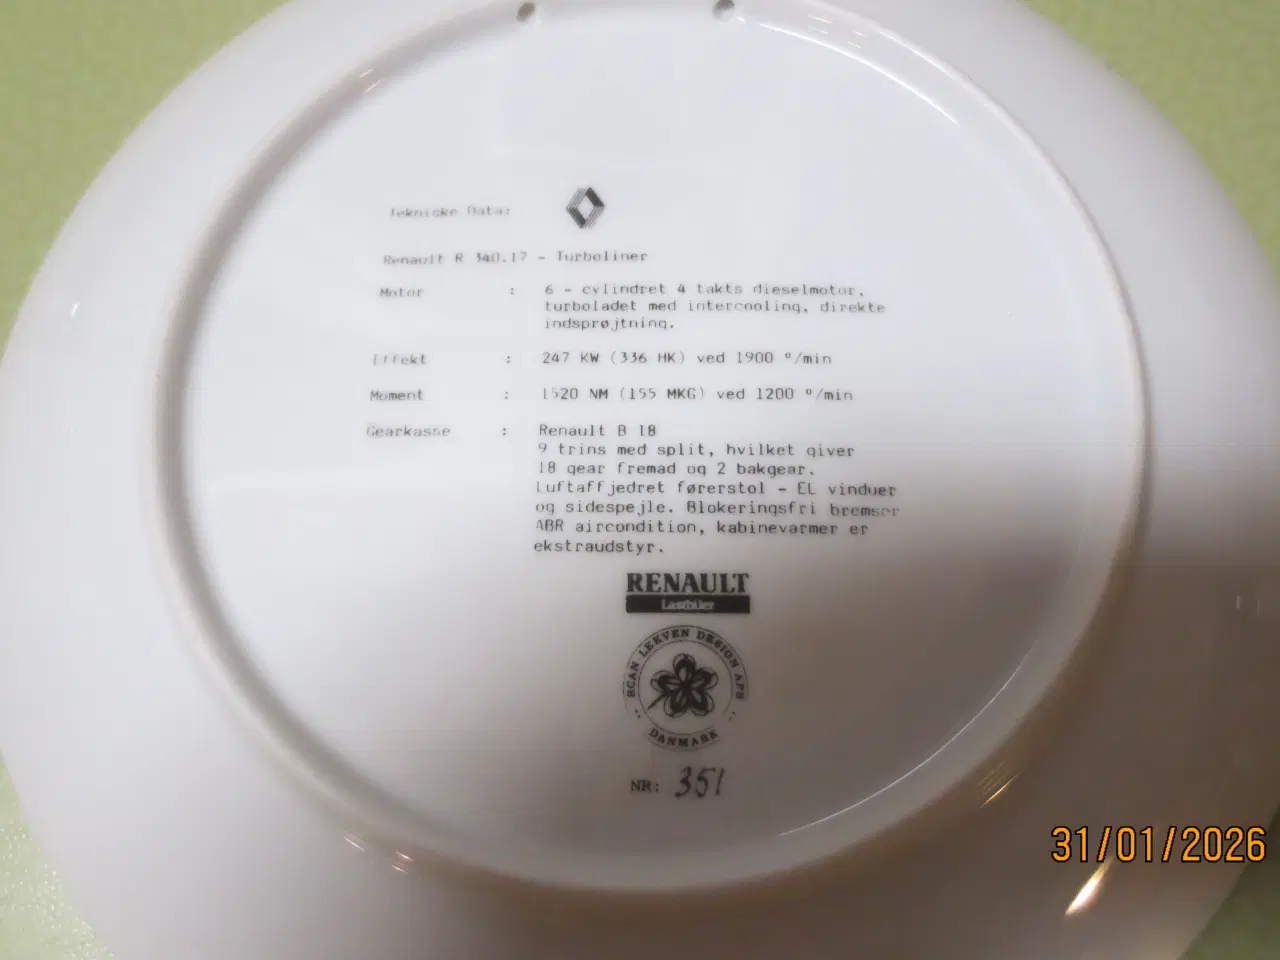 Tekniske Data:
Renault R 340.17 - Turboliner
Motor : 6 - cylindret 4 takts dieselmotor,
turboladet med intercooling, direkte
indsprøjtning.
Effekt : 247 KW (336 HK) ved 1900 º/min
Moment : 1520 NM (155 MKG) ved 1200 º/min
Gearkasse : Renault B 18
9 trins med split, hvilket giver
18 gear fremad og 2 bakgear.
Luftaffjedret førerstol - EL vinduer
og sidespejle. Blokeringsfri bremser
ABR aircondition, kabinevarmer er
ekstraudstyr.
RENAULT
Lastbiler
SCAN LEKVEN DESIGN APS
DANMARK
NR: 351
31/01/2026